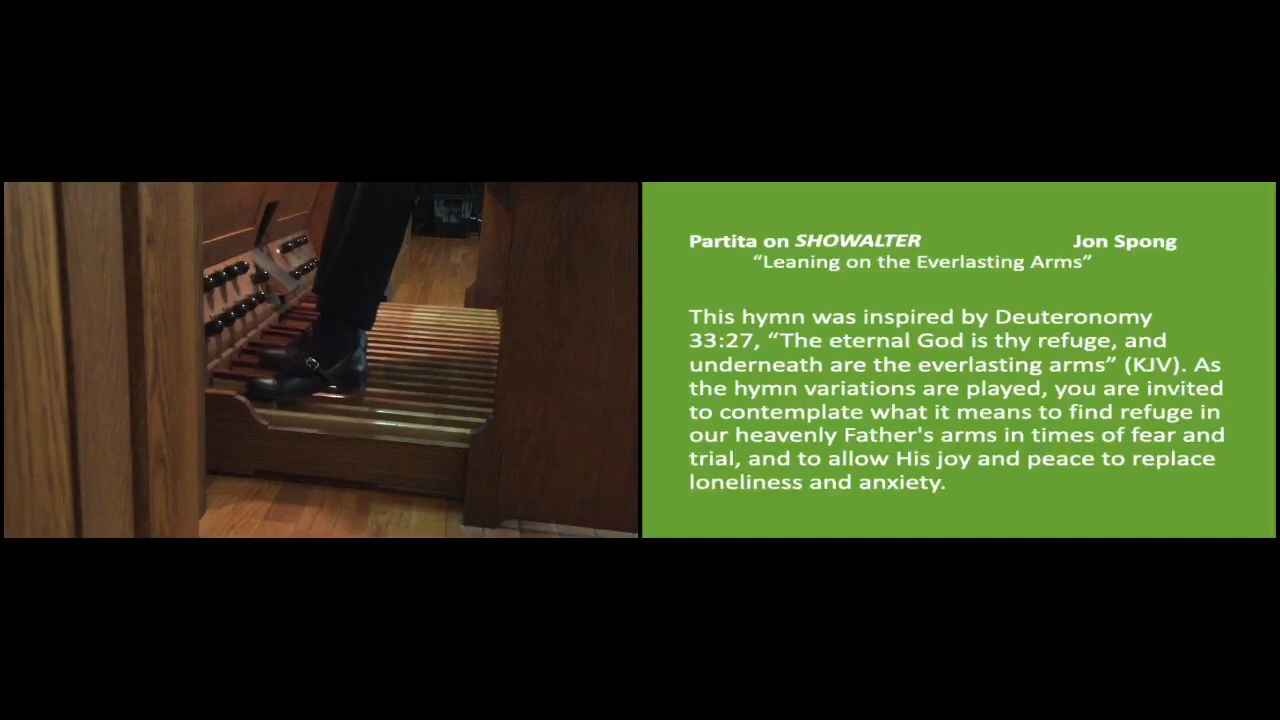 Partita on SHOWALTER Jon Spong
“Leaning on the Everlasting Arms”
This hymn was inspired by Deuteronomy
33:27, “The eternal God is thy refuge, and
underneath are the everlasting arms” (KJV). As
the hymn variations are played, you are invited
to contemplate what it means to find refuge in
our heavenly Father's arms in times of fear and
trial, and to allow His joy and peace to replace
loneliness and anxiety.